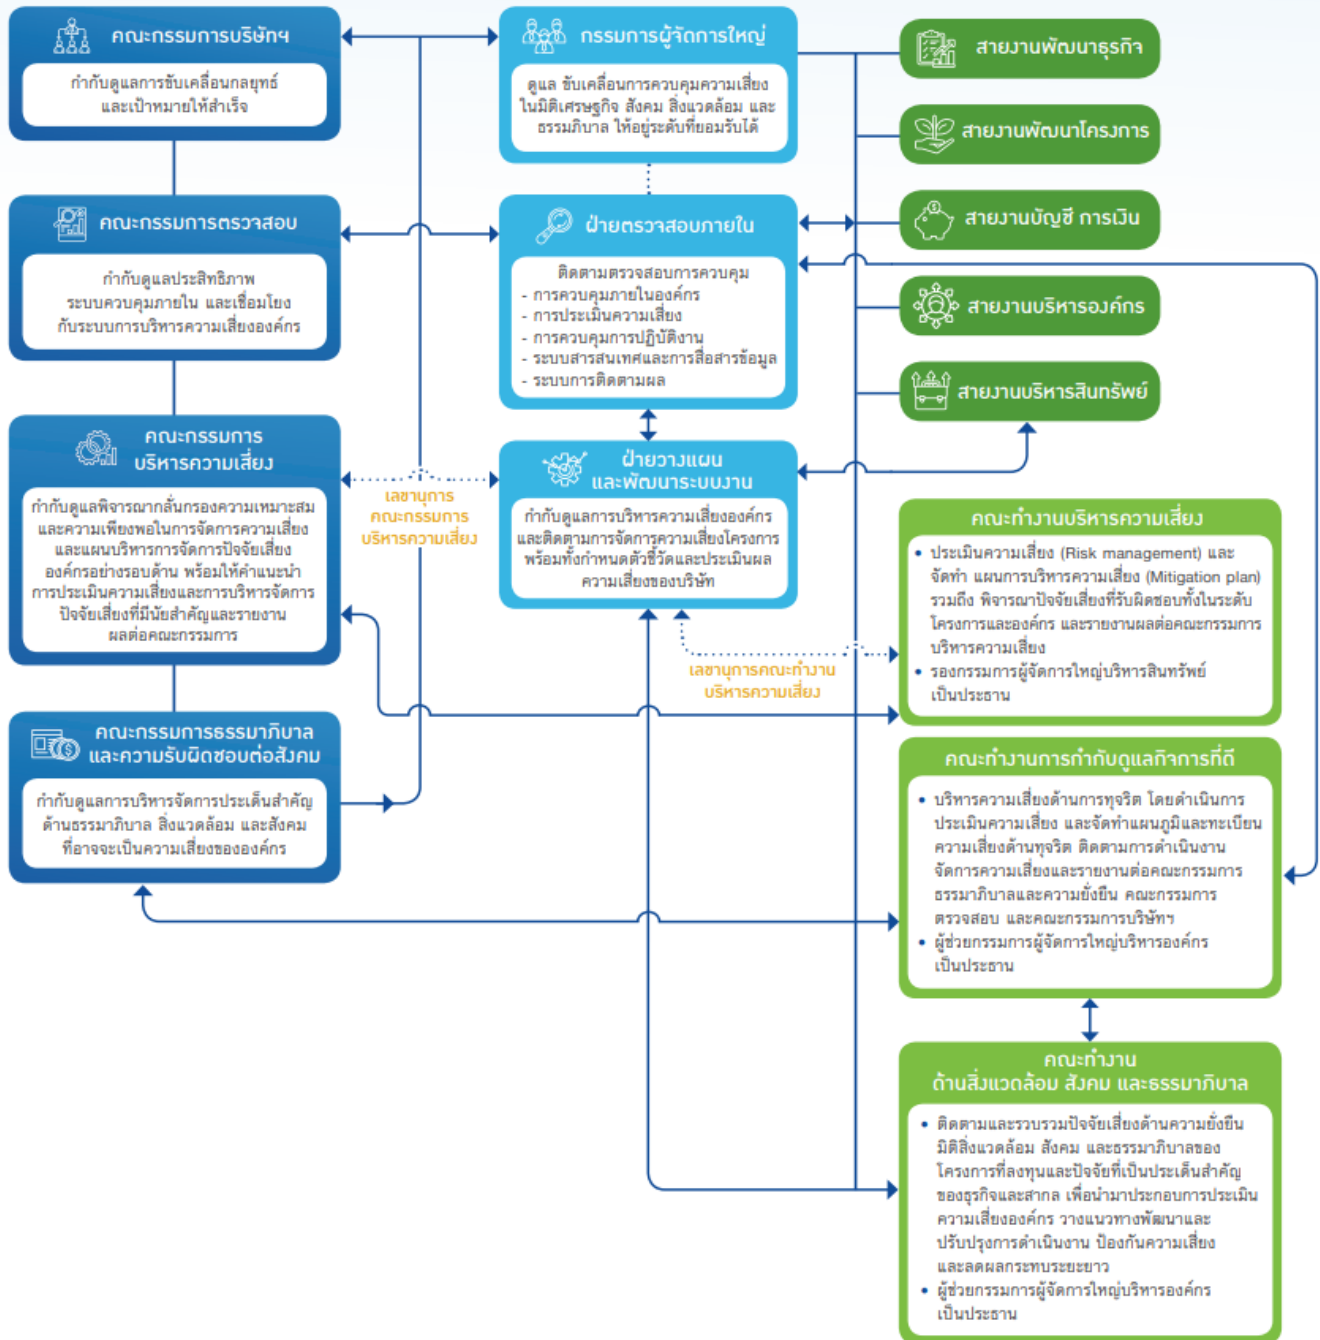 คณะกรรมการบริษัทฯ
กำกับดูแลการขับเคลื่อนกลยุทธ์
และเป้าหมายให้สำเร็จ
คณะกรรมการตรวจสอบ
กำกับดูแลประสิทธิภาพ
ระบบควบคุมภายใน และเชื่อมโยง
กับระบบการบริหารความเสี่ยงองค์กร
คณะกรรมการ
บริหารความเสี่ยง
กำกับดูแลพิจารณากลั่นกรองความเหมาะสม
และความเพียงพอในการจัดการความเสี่ยง
และแผนบริหารการจัดการปัจจัยเสี่ยง
องค์กรอย่างรอบด้าน พร้อมให้คำแนะนำ
การประเมินความเสี่ยงและการบริหารจัดการ
ปัจจัยเสี่ยงที่มีนัยสำคัญและรายงาน
ผลต่อคณะกรรมการ
คณะกรรมการธรรมาภิบาล
และความรับผิดชอบต่อสังคม
กำกับดูแลการบริหารจัดการประเด็นสำคัญ
ด้านธรรมาภิบาล สิ่งแวดล้อม และสังคม
ที่อาจจะเป็นความเสี่ยงขององค์กร
กรรมการผู้จัดการใหญ่
ดูแล ขับเคลื่อนการควบคุมความเสี่ยง
ในมิติเศรษฐกิจ สังคม สิ่งแวดล้อม และ
ธรรมภิบาล ให้อยู่ระดับที่ยอมรับได้
ฝ่ายตรวจสอบภายใน
ติดตามตรวจสอบการควบคุม
- การควบคุมภายในองค์กร
- การประเมินความเสี่ยง
- การควบคุมการปฏิบัติงาน
- ระบบสารสนเทศและการสื่อสารข้อมูล
- ระบบการติดตามผล
เลขานุการ
คณะกรรมการ
บริหารความเสี่ยง
ฝ่ายวางแผน
และพัฒนาระบบงาน
กำกับดูแลการบริหารความเสี่ยงองค์กร
และติดตามการจัดการความเสี่ยงโครงการ
พร้อมทั้งกำหนดตัวชี้วัดและประเมินผล
ความเสี่ยงของบริษัท
เลขานุการคณะทำงาน
บริหารความเสี่ยง
สายงานพัฒนาธุรกิจ
สายงานพัฒนาโครงการ
สายงานบัญชี การเงิน
สายงานบริหารองค์กร
สายงานบริหารสินทรัพย์
คณะทำงานบริหารความเสี่ยง
• ประเมินความเสี่ยง (Risk management) และ
จัดทำ แผนการบริหารความเสี่ยง (Mitigation plan)
รวมถึง พิจารณาปัจจัยเสี่ยงที่รับผิดชอบทั้งในระดับ
โครงการและองค์กร และรายงานผลต่อคณะกรรมการ
บริหารความเสี่ยง
• รองกรรมการผู้จัดการใหญ่บริหารสินทรัพย์
เป็นประธาน
คณะทำงานการกำกับดูแลกิจการที่ดี
• บริหารความเสี่ยงด้านการทุจริต โดยดำเนินการ
ประเมินความเสี่ยง และจัดทำแผนภูมิและทะเบียน
ความเสี่ยงด้านทุจริต ติดตามการดำเนินงาน
จัดการความเสี่ยงและรายงานต่อคณะกรรมการ
ธรรมาภิบาลและความยั่งยืน คณะกรรมการ
ตรวจสอบ และคณะกรรมการบริษัทฯ
• ผู้ช่วยกรรมการผู้จัดการใหญ่บริหารองค์กร
เป็นประธาน
คณะทำงาน
ด้านสิ่งแวดล้อม สังคม และธรรมาภิบาล
• ติดตามและรวบรวมปัจจัยเสี่ยงด้านความยั่งยืน
มิติสิ่งแวดล้อม สังคม และธรรมาภิบาลของ
โครงการที่ลงทุนและปัจจัยที่เป็นประเด็นสำคัญ
ของธุรกิจและสากล เพื่อนำมาประกอบการประเมิน
ความเสี่ยงองค์กร วางแนวทางพัฒนาและ
ปรับปรุงการดำเนินงาน ป้องกันความเสี่ยง
และลดผลกระทบระยะยาว
• ผู้ช่วยกรรมการผู้จัดการใหญ่บริหารองค์กร
เป็นประธาน